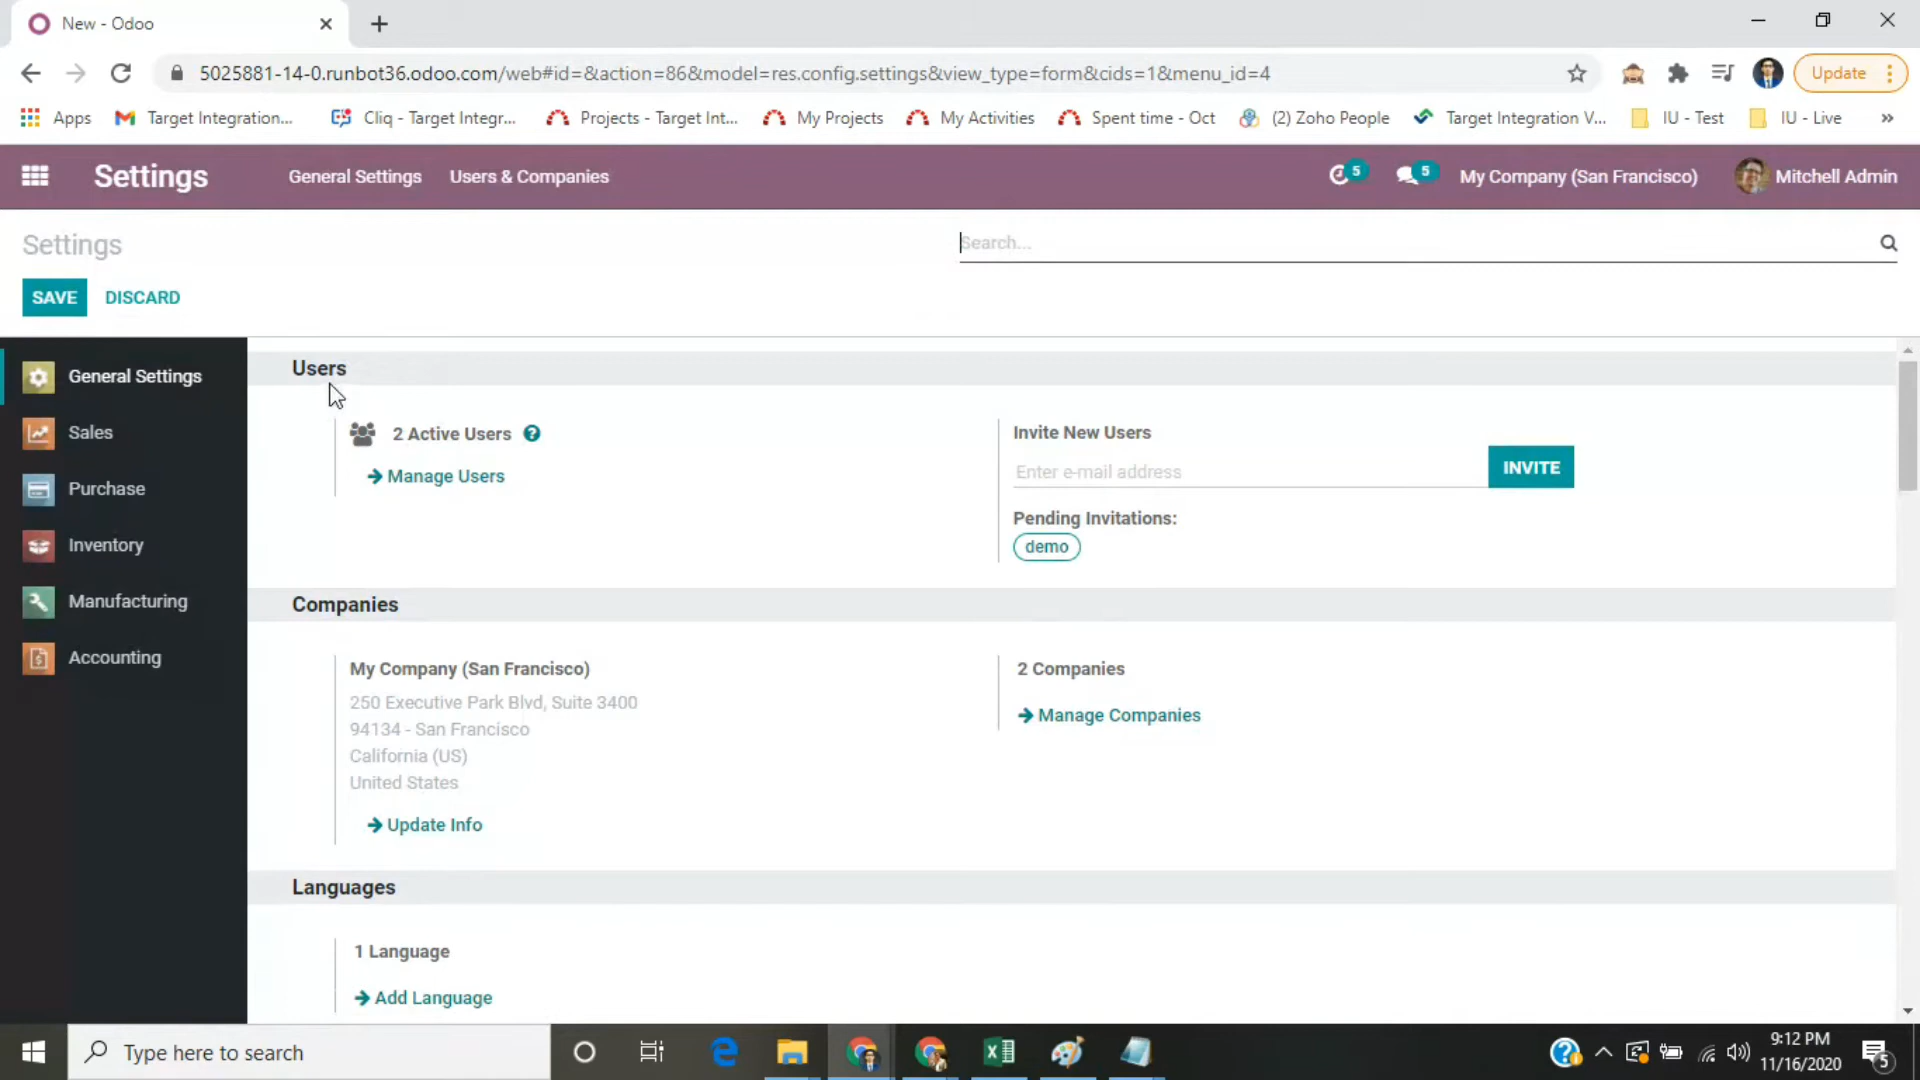 New - Odoo
5025881-14-0.runbot36.odoo.com/web#id=&action=86&model=res.config.settings&view_type=form&cids=1&menu_id=4
Update
Apps
Target Integration...
Cliq - Target Integr...
Projects - Target Int...
My Projects
My Activities
Spent time - Oct
(2) Zoho People
Target Integration V...
IU - Test
IU - Live
»
Settings
General Settings
Users & Companies
5
5
My Company (San Francisco)
Mitchell Admin
Settings
Search...
SAVE
DISCARD
General Settings
Sales
Purchase
Inventory
Manufacturing
Accounting
Users
2 Active Users
Manage Users
Invite New Users
Enter e-mail address
INVITE
Pending Invitations:
demo
Companies
My Company (San Francisco)
250 Executive Park Blvd, Suite 3400
94134 - San Francisco
California (US)
United States
Update Info
2 Companies
Manage Companies
Languages
1 Language
Add Language
Type here to search
9:12 PM
11/16/2020
5